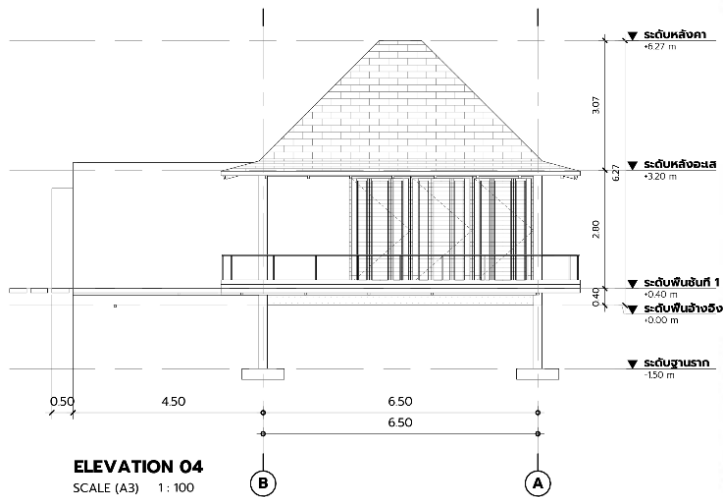 ระดับหลังคา
+6.27 m
3.07
6.27
ระดับหลังอะเส
+3.20 m
2.80
ระดับพื้นชั้นที่ 1
+0.40 m
0.40
ระดับพื้นอ้างอิง
+0.00 m
ระดับฐานราก
-1.50 m
0.50
4.50
6.50
6.50
ELEVATION 04
SCALE (A3) 1 : 100
B
A